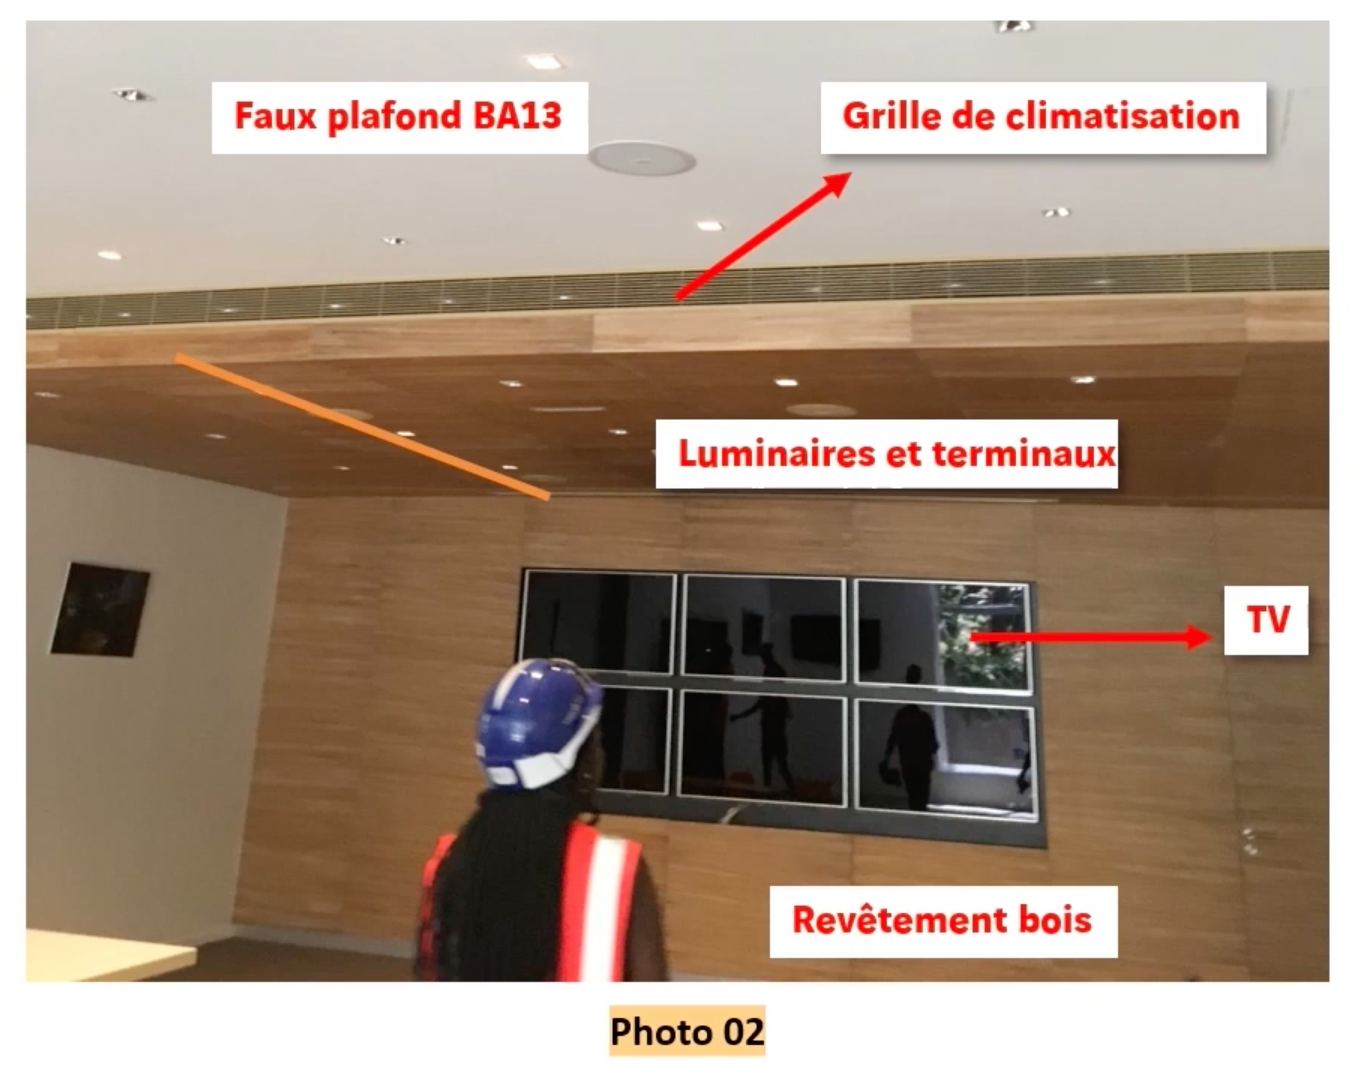 Faux plafond BA13
Grille de climatisation
Luminaires et terminaux
TV
Revêtement bois
Photo 02